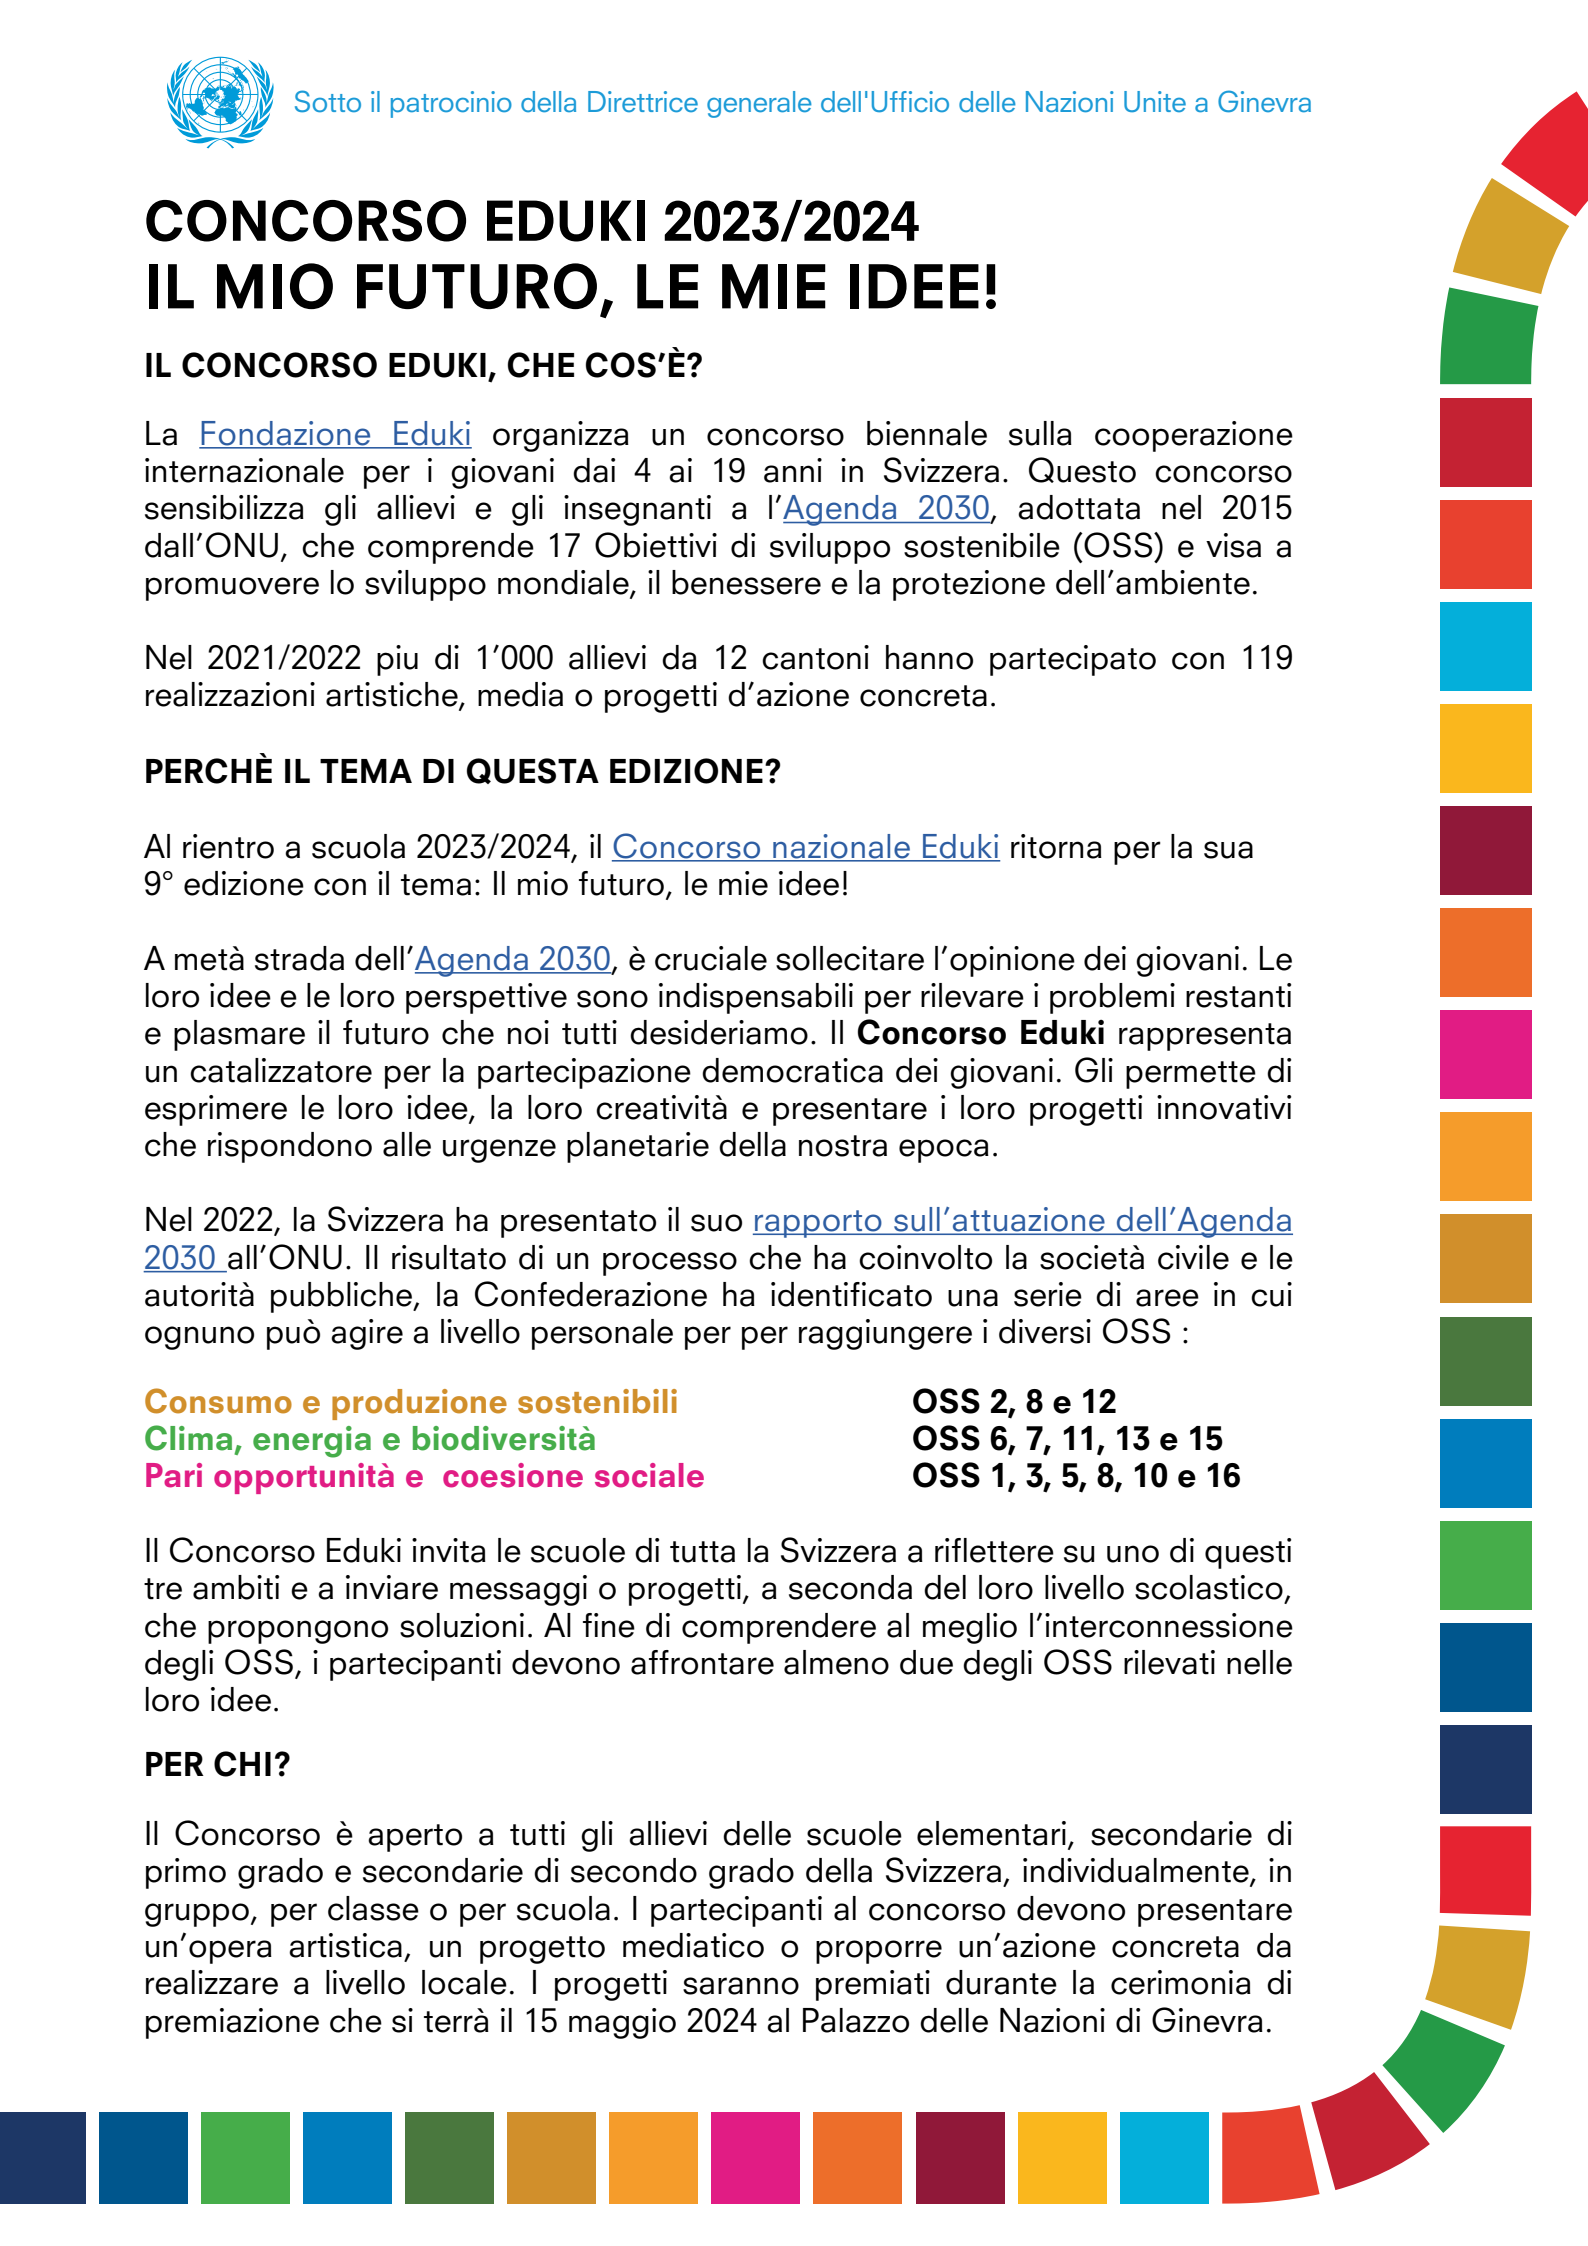 Sotto il patrocinio della Direttrice generale dell'Ufficio delle Nazioni Unite a Ginevra
CONCORSO EDUKI 2023/2024
IL MIO FUTURO, LE MIE IDEE!
IL CONCORSO EDUKI, CHE COS’È?
La Fondazione Eduki organizza un concorso biennale sulla cooperazione
internazionale per i giovani dai 4 ai 19 anni in Svizzera. Questo concorso
sensibilizza gli allievi e gli insegnanti a l’Agenda 2030, adottata nel 2015
dall’ONU, che comprende 17 Obiettivi di sviluppo sostenibile (OSS) e visa a
promuovere lo sviluppo mondiale, il benessere e la protezione dell’ambiente.
Nel 2021/2022 piu di 1’000 allievi da 12 cantoni hanno partecipato con 119
realizzazioni artistiche, media o progetti d’azione concreta.
PERCHÈ IL TEMA DI QUESTA EDIZIONE?
Al rientro a scuola 2023/2024, il Concorso nazionale Eduki ritorna per la sua
9° edizione con il tema: Il mio futuro, le mie idee!
A metà strada dell’Agenda 2030, è cruciale sollecitare l’opinione dei giovani. Le
loro idee e le loro perspettive sono indispensabili per rilevare i problemi restanti
e plasmare il futuro che noi tutti desideriamo. Il Concorso Eduki rappresenta
un catalizzatore per la partecipazione democratica dei giovani. Gli permette di
esprimere le loro idee, la loro creatività e presentare i loro progetti innovativi
che rispondono alle urgenze planetarie della nostra epoca.
Nel 2022, la Svizzera ha presentato il suo rapporto sull’attuazione dell’Agenda
2030 all’ONU. Il risultato di un processo che ha coinvolto la società civile e le
autorità pubbliche, la Confederazione ha identificato una serie di aree in cui
ognuno può agire a livello personale per per raggiungere i diversi OSS :
Consumo e produzione sostenibili OSS 2, 8 e 12
Clima, energia e biodiversità OSS 6, 7, 11, 13 e 15
Pari opportunità e  coesione sociale OSS 1, 3, 5, 8, 10 e 16
Il Concorso Eduki invita le scuole di tutta la Svizzera a riflettere su uno di questi
tre ambiti e a inviare messaggi o progetti, a seconda del loro livello scolastico,
che propongono soluzioni. Al fine di comprendere al meglio l’interconnessione
degli OSS, i partecipanti devono affrontare almeno due degli OSS rilevati nelle
loro idee.
PER CHI?
Il Concorso è aperto a tutti gli allievi delle scuole elementari, secondarie di
primo grado e secondarie di secondo grado della Svizzera, individualmente, in
gruppo, per classe o per scuola. I partecipanti al concorso devono presentare
un’opera artistica, un progetto mediatico o proporre un’azione concreta da
realizzare a livello locale. I progetti saranno premiati durante la cerimonia di
premiazione che si terrà il 15 maggio 2024 al Palazzo delle Nazioni di Ginevra.